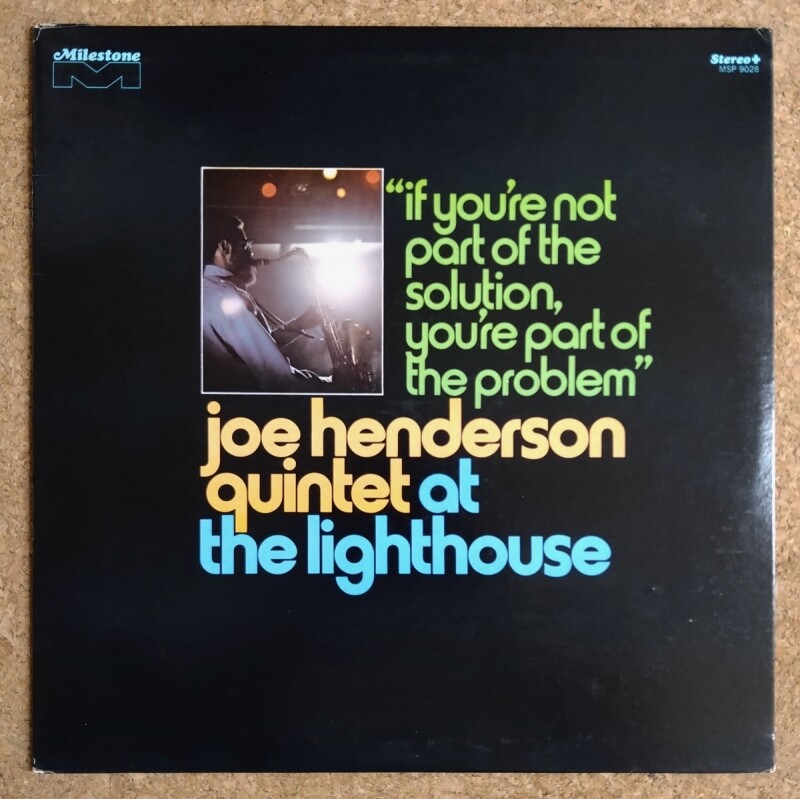 Milestone
Stereo+
MSP 9028
“if you’re not
part of the
solution,
you’re part of
the problem”
joe henderson
quintet at
the lighthouse